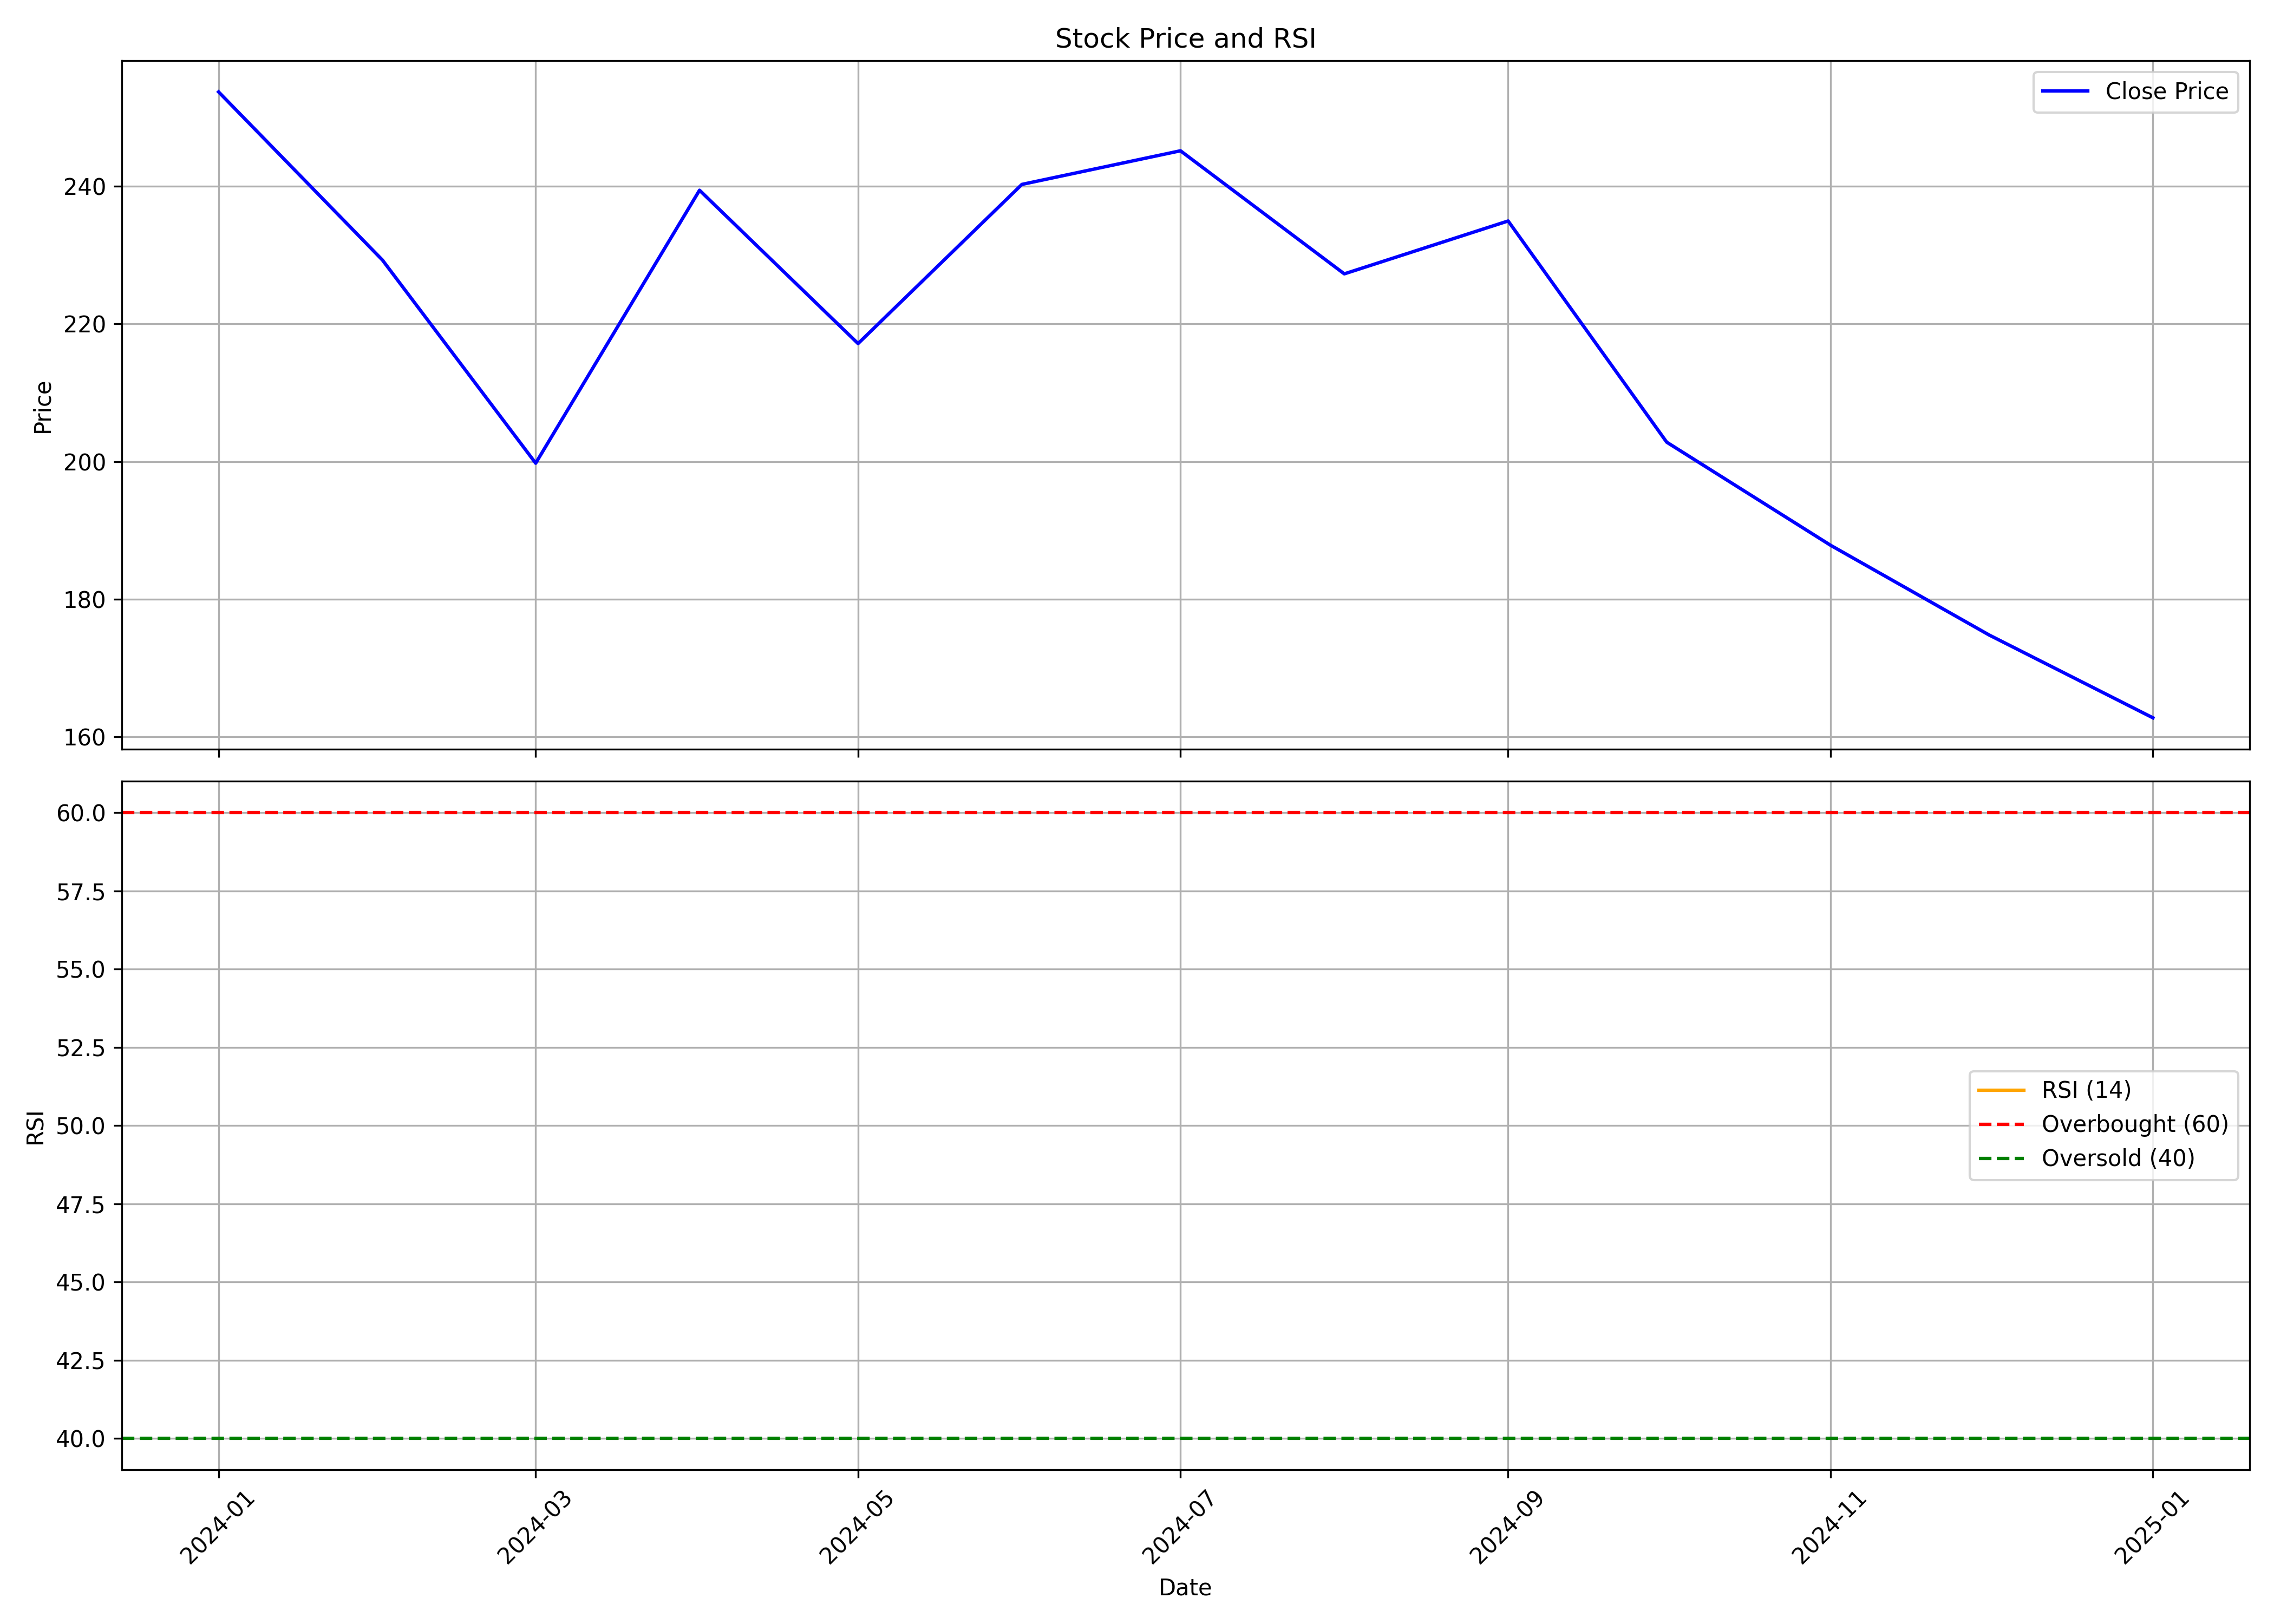 Stock Price and RSI
Close Price
240
220
200
180
160
Price
60.0
57.5
55.0
52.5
50.0
47.5
45.0
42.5
40.0
RSI
RSI (14)
Overbought (60)
Oversold (40)
2024-01
2024-03
2024-05
2024-07
2024-09
2024-11
2025-01
Date